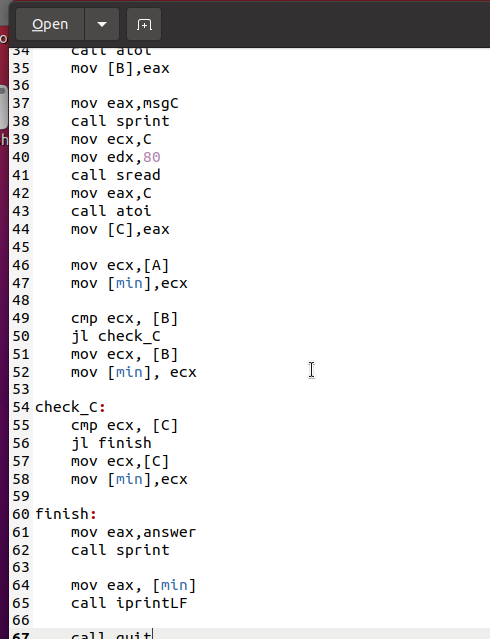 Open
34 call atoi
35 mov [B],eax
36
37 mov eax,msgC
38 call sprint
39 mov ecx,C
40 mov edx,80
41 call sread
42 mov eax,C
43 call atoi
44 mov [C],eax
45
46 mov ecx,[A]
47 mov [min],ecx
48
49 cmp ecx, [B]
50 jl check_C
51 mov ecx, [B]
52 mov [min], ecx
53
54 check_C:
55 cmp ecx, [C]
56 jl finish
57 mov ecx,[C]
58 mov [min],ecx
59
60 finish:
61 mov eax,answer
62 call sprint
63
64 mov eax, [min]
65 call iprintLF
66
67 call quit